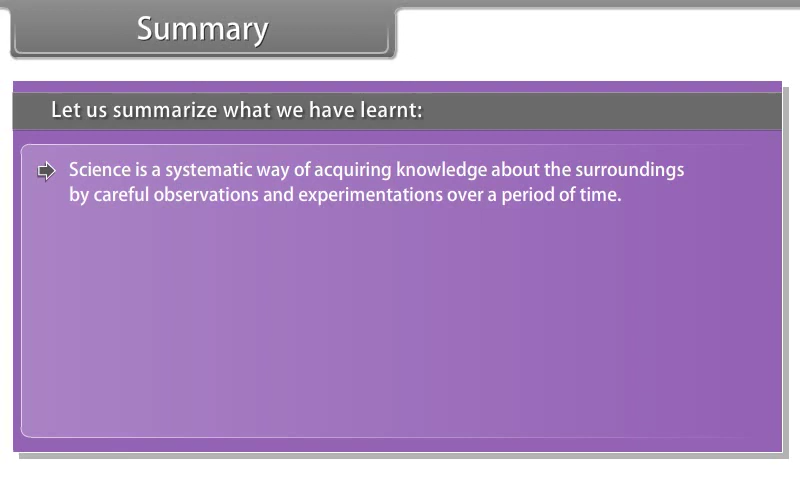 Summary
Let us summarize what we have learnt:
Science is a systematic way of acquiring knowledge about the surroundings
by careful observations and experimentations over a period of time.